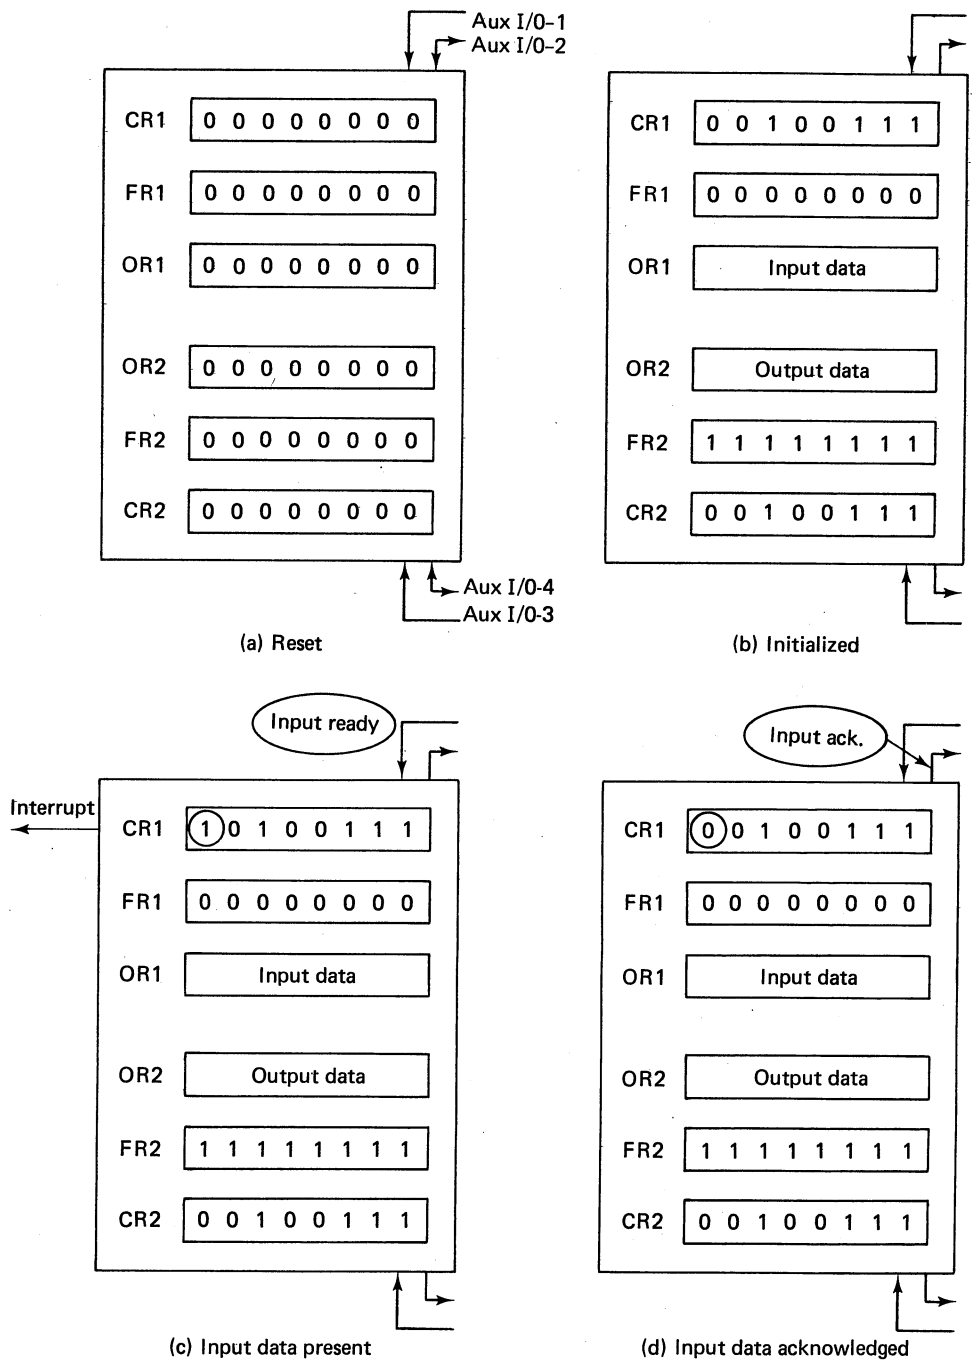 Aux I/0-1
Aux I/0-2
CR1 0 0 0 0 0 0 0 0
FR1 0 0 0 0 0 0 0 0
OR1 0 0 0 0 0 0 0 0
OR2 0 0 0 0 0 0 0 0
FR2 0 0 0 0 0 0 0 0
CR2 0 0 0 0 0 0 0 0
Aux I/0-4
Aux I/0-3
(a) Reset
CR1 0 0 1 0 0 1 1 1
FR1 0 0 0 0 0 0 0 0
OR1 Input data
OR2 Output data
FR2 1 1 1 1 1 1 1 1
CR2 0 0 1 0 0 1 1 1
(b) Initialized
Input ready
Interrupt
CR1 1 0 1 0 0 1 1 1
FR1 0 0 0 0 0 0 0 0
OR1 Input data
OR2 Output data
FR2 1 1 1 1 1 1 1 1
CR2 0 0 1 0 0 1 1 1
(c) Input data present
Input ack.
CR1 0 0 1 0 0 1 1 1
FR1 0 0 0 0 0 0 0 0
OR1 Input data
OR2 Output data
FR2 1 1 1 1 1 1 1 1
CR2 0 0 1 0 0 1 1 1
(d) Input data acknowledged